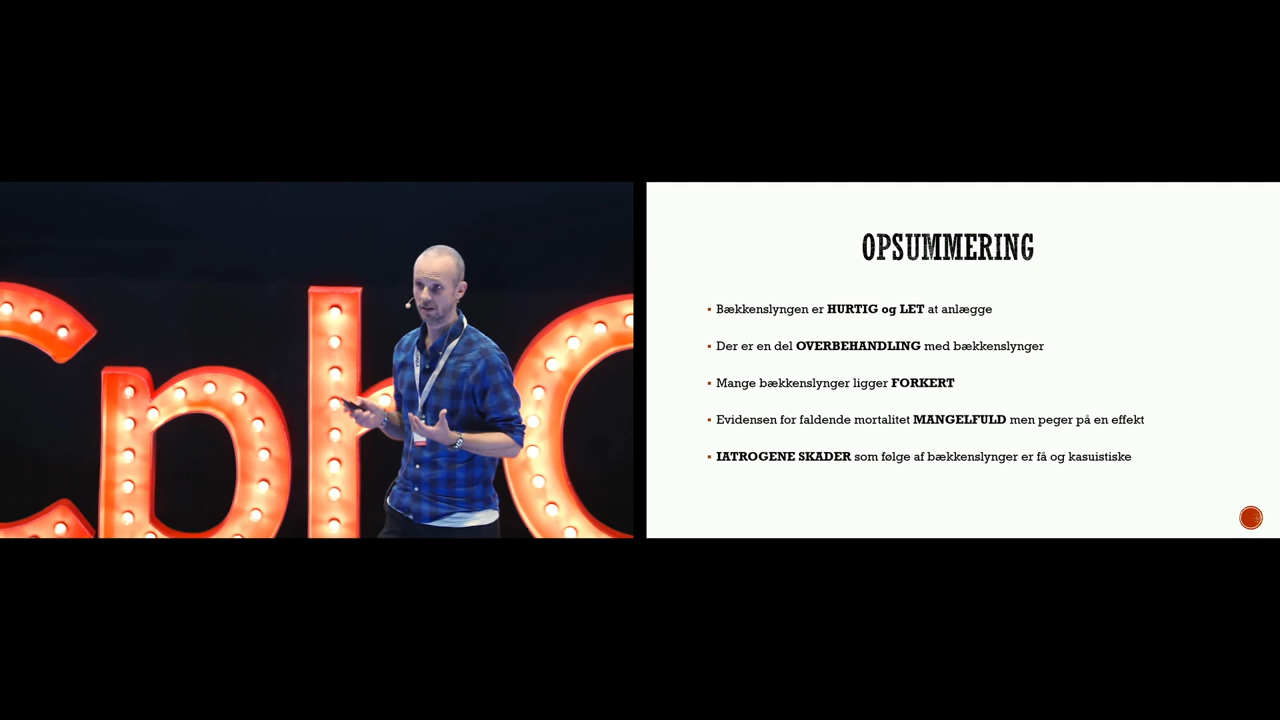 CphC
OPSUMMERING
Bækkenslyngen er HURTIG og LET at anlægge
Der er en del OVERBEHANDLING med bækkenslynger
Mange bækkenslynger ligger FORKERT
Evidensen for faldende mortalitet MANGELFULD men peger på en effekt
IATROGENE SKADER som følge af bækkenslynger er få og kasuistiske